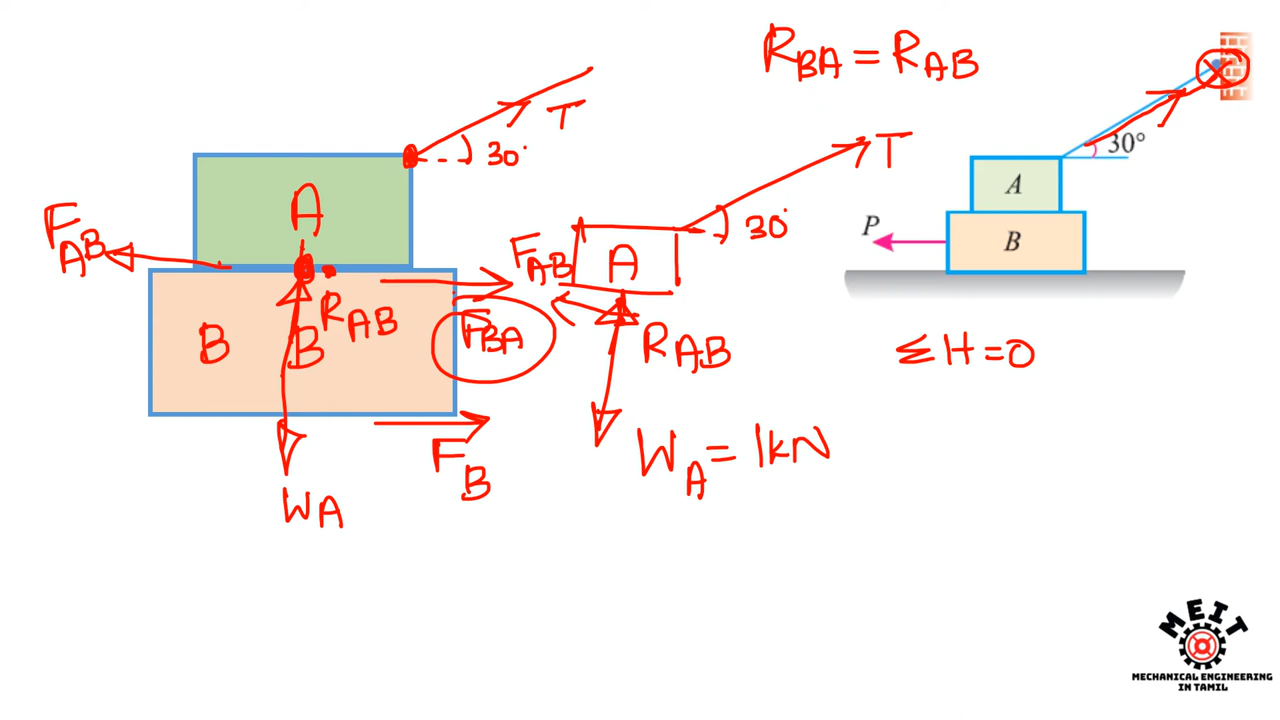 R_BA = R_AB
T
30°
A
F_AB
R_AB
B
B
F_BA
F_B
W_A
T
30°
F_AB
A
R_AB
W_A = 1kN
30°
A
P
B
ΣH=0
MEIT
MECHANICAL ENGINEERING
IN TAMIL